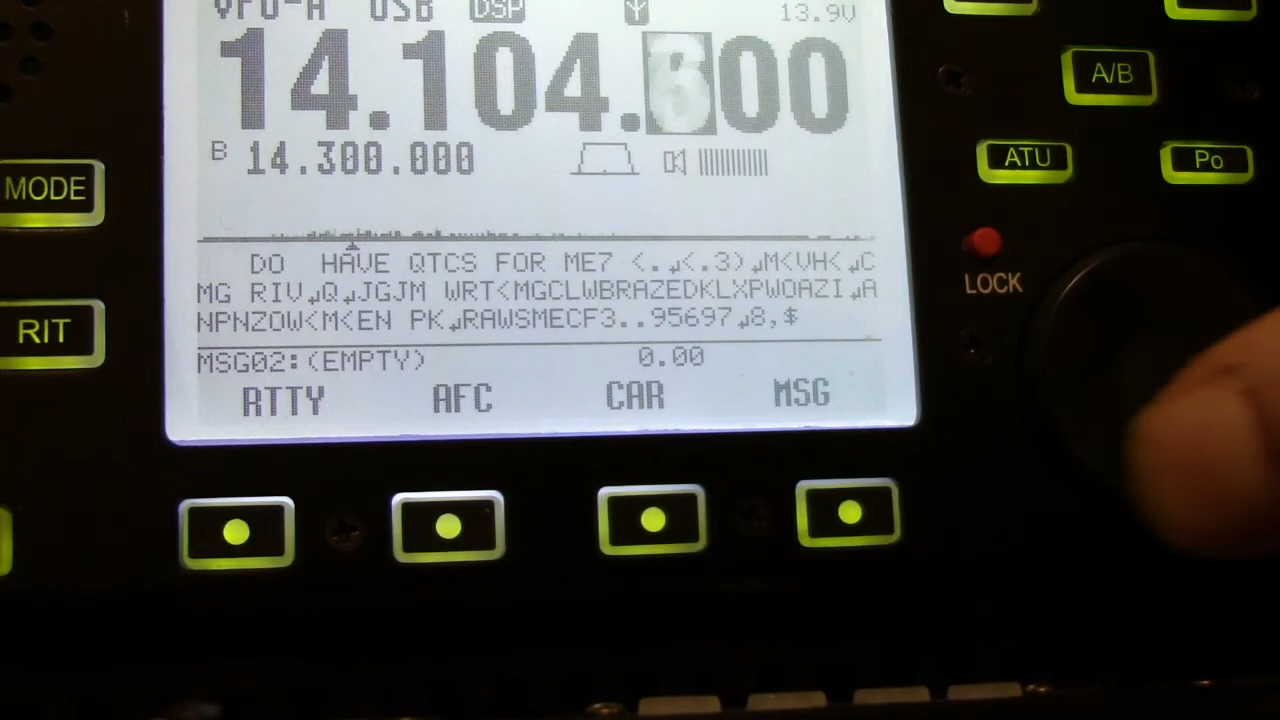 VFO-A USB DSP 13.9V
14.104.600
A/B
B 14.300.000
ATU
Po
MODE
DO HAVE QTCS FOR ME7 <.↲<.3)↲M<VH<↲C
LOCK
MG RIV↲Q↲JGJM WRT<MGCLWBRAZEDKLXPWOAZI↲A
RIT
NPNZOW<M<EN PK↲RAWSMECF3..95697↲8,$
MSG02:(EMPTY) 0.00
RTTY AFC CAR MSG